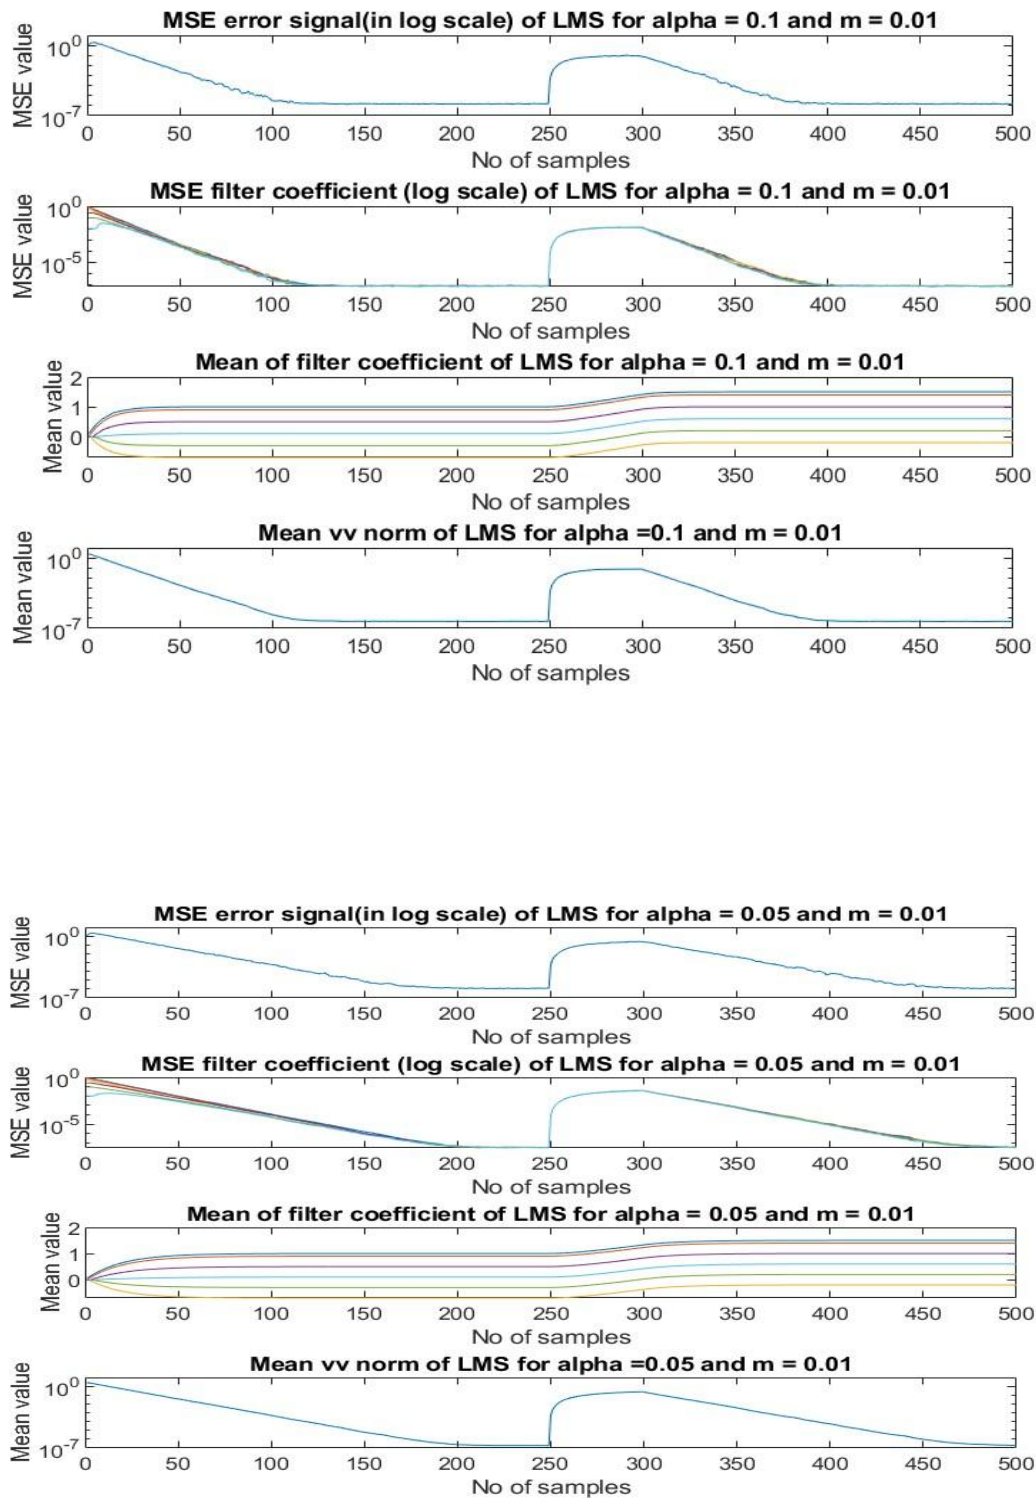 MSE error signal(in log scale) of LMS for alpha = 0.1 and m = 0.01
MSE value
10^0
10^-7
0 50 100 150 200 250 300 350 400 450 500
No of samples
MSE filter coefficient (log scale) of LMS for alpha = 0.1 and m = 0.01
MSE value
10^0
10^-5
0 50 100 150 200 250 300 350 400 450 500
No of samples
Mean of filter coefficient of LMS for alpha = 0.1 and m = 0.01
Mean value
2
1
0
0 50 100 150 200 250 300 350 400 450 500
No of samples
Mean vv norm of LMS for alpha =0.1 and m = 0.01
Mean value
10^0
10^-7
0 50 100 150 200 250 300 350 400 450 500
No of samples
MSE error signal(in log scale) of LMS for alpha = 0.05 and m = 0.01
MSE value
10^0
10^-7
0 50 100 150 200 250 300 350 400 450 500
No of samples
MSE filter coefficient (log scale) of LMS for alpha = 0.05 and m = 0.01
MSE value
10^0
10^-5
0 50 100 150 200 250 300 350 400 450 500
No of samples
Mean of filter coefficient of LMS for alpha = 0.05 and m = 0.01
Mean value
2
1
0
0 50 100 150 200 250 300 350 400 450 500
No of samples
Mean vv norm of LMS for alpha =0.05 and m = 0.01
Mean value
10^0
10^-7
0 50 100 150 200 250 300 350 400 450 500
No of samples